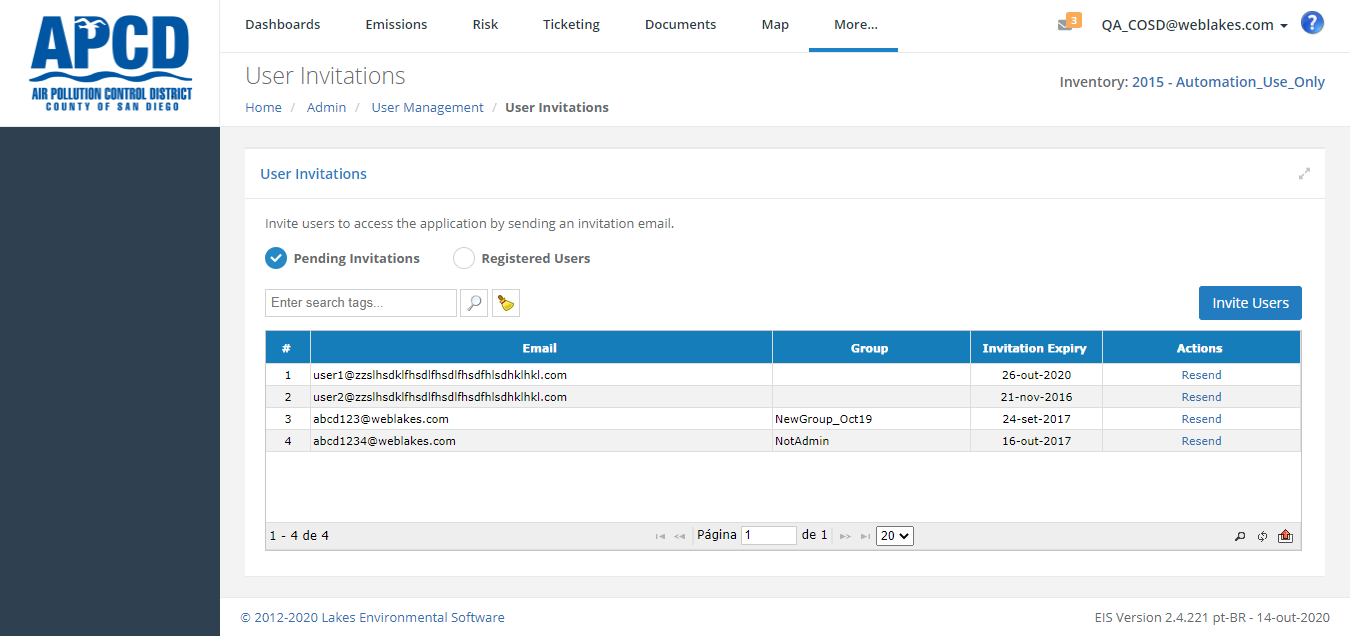 APCD
AIR POLLUTION CONTROL DISTRICT
COUNTY OF SAN DIEGO
Dashboards Emissions Risk Ticketing Documents Map More... 3 QA_COSD@weblakes.com ?
User Invitations
Inventory: 2015 - Automation_Use_Only
Home / Admin / User Management / User Invitations
User Invitations
Invite users to access the application by sending an invitation email.
Pending Invitations Registered Users
Enter search tags... Invite Users
# Email Group Invitation Expiry Actions
1 user1@zzslhsdklfhsdlfhsdlfhsdfhlsdhklhkl.com 26-out-2020 Resend
2 user2@zzslhsdklfhsdlfhsdlfhsdfhlsdhklhkl.com 21-nov-2016 Resend
3 abcd123@weblakes.com NewGroup_Oct19 24-set-2017 Resend
4 abcd1234@weblakes.com NotAdmin 16-out-2017 Resend
1 - 4 de 4 Página 1 de 1 20
© 2012-2020 Lakes Environmental Software EIS Version 2.4.221 pt-BR - 14-out-2020